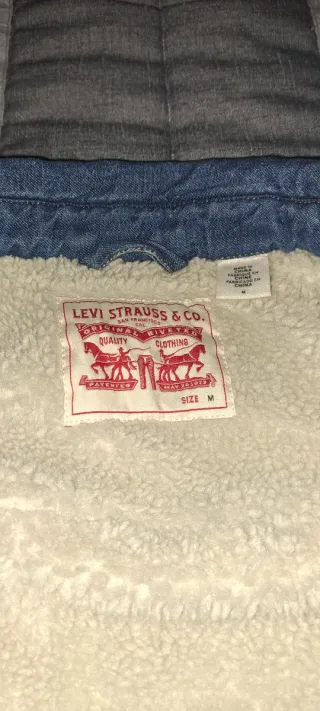 LEVI STRAUSS & CO.
SAN FRANCISCO
CAL.
ORIGINAL RIVETED
QUALITY CLOTHING
PATENTED MAY 20 1873
SIZE M
MADE IN
CHINA
FABRIQUÉ EN
CHINE
FABRICADO EN
CHINA
M